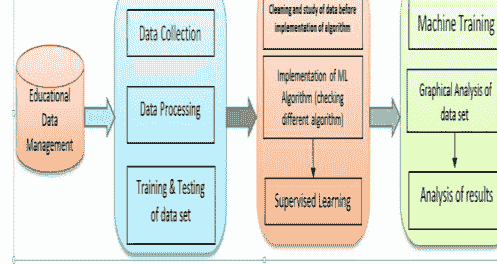 Educational
Data
Management
Data Collection
Data Processing
Training & Testing
of data set
Cleaning and study of data before
implementation of algorithm
Implementation of ML
Algorithm (checking
different algorithm)
Supervised Learning
Machine Training
Graphical Analysis of
data set
Analysis of results